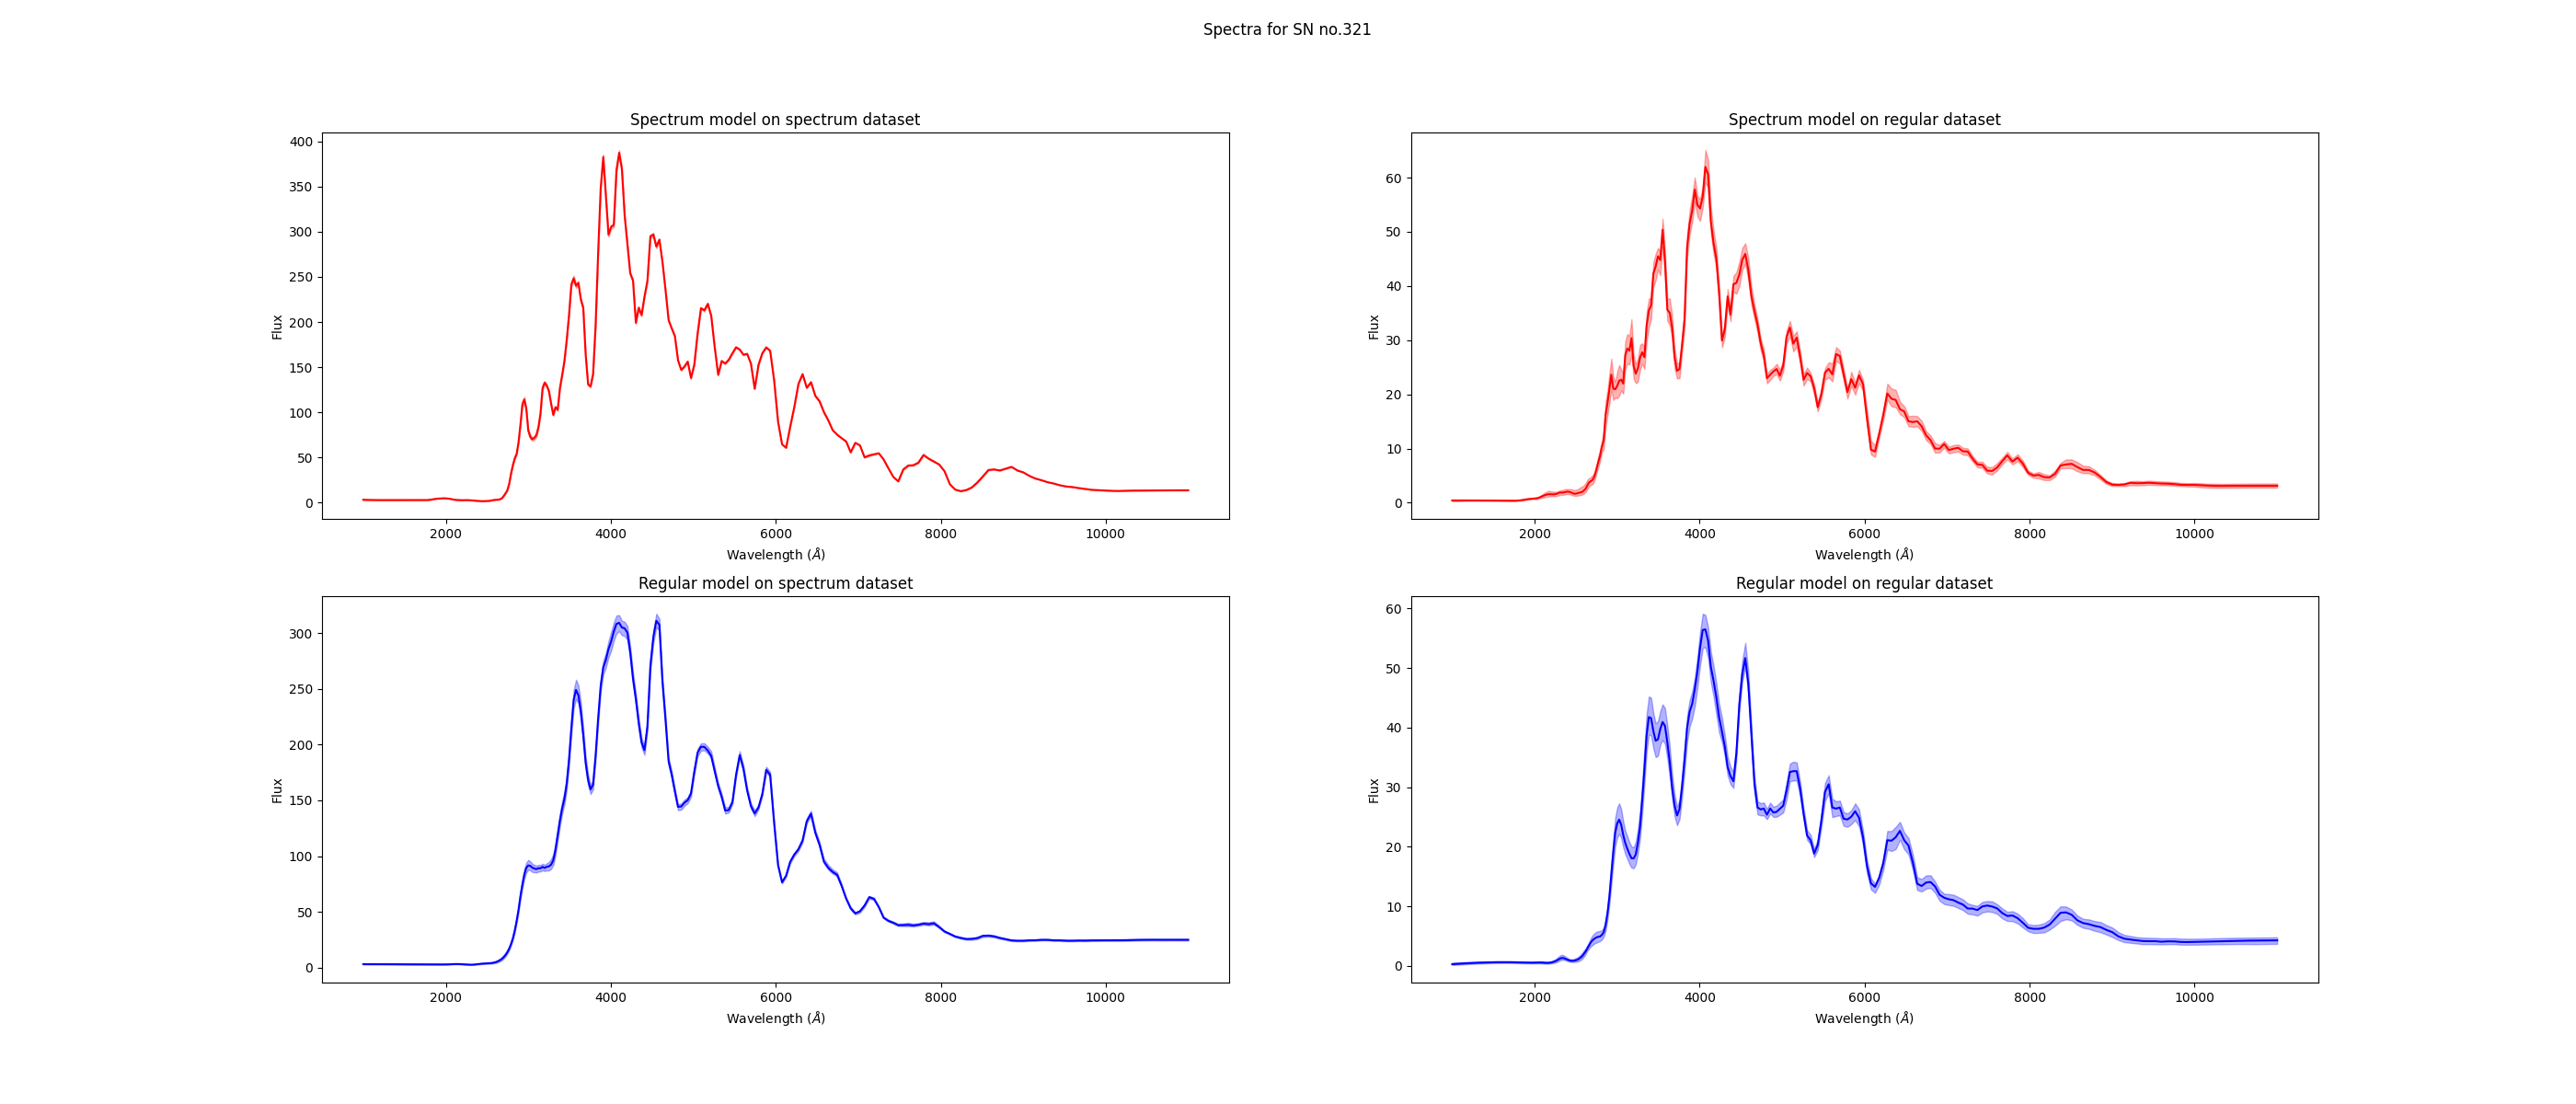 Spectra for SN no.321
Spectrum model on spectrum dataset
400
350
300
250
200
150
100
50
0
Flux
2000 4000 6000 8000 10000
Wavelength (Å)
Spectrum model on regular dataset
60
50
40
30
20
10
0
Flux
2000 4000 6000 8000 10000
Wavelength (Å)
Regular model on spectrum dataset
300
250
200
150
100
50
0
Flux
2000 4000 6000 8000 10000
Wavelength (Å)
Regular model on regular dataset
60
50
40
30
20
10
0
Flux
2000 4000 6000 8000 10000
Wavelength (Å)